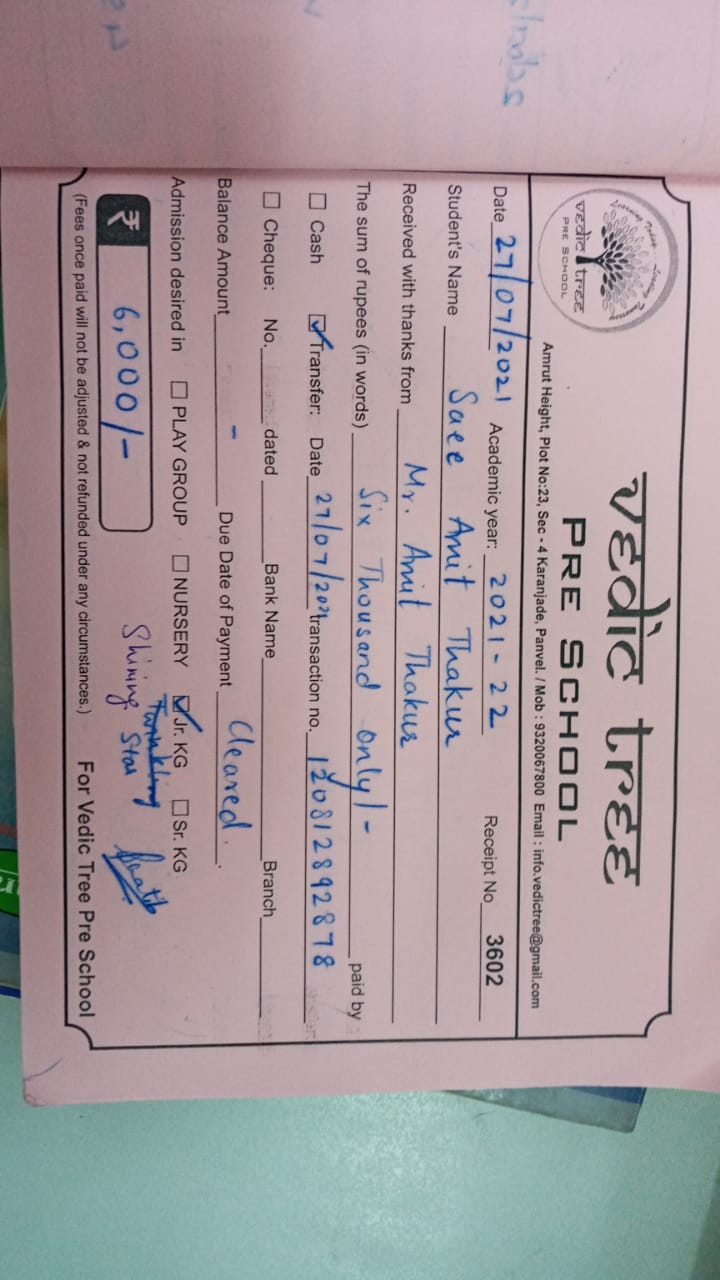 vedic tree
PRE SCHOOL
vedic tree
PRE SCHOOL
Amrut Height, Plot No:23, Sec - 4 Karanjade, Panvel. / Mob : 9320067800 Email : info.vedictree@gmail.com
Date 27/07/2021 Academic year: 2021-22 Receipt No 3602
Student's Name Saee Amit Thakur
Received with thanks from Mr. Amit Thakur
The sum of rupees (in words) Six Thousand only/- paid by
Cash Transfer: Date 27/07/2021 transaction no. 120812892878
Cheque: No. dated Bank Name Branch
Balance Amount - Due Date of Payment Cleared.
Admission desired in PLAY GROUP NURSERY Jr. KG Sr. KG
Twinkling
Shining Star
₹ 6,000/-
(Fees once paid will not be adjusted & not refunded under any circumstances.) For Vedic Tree Pre School